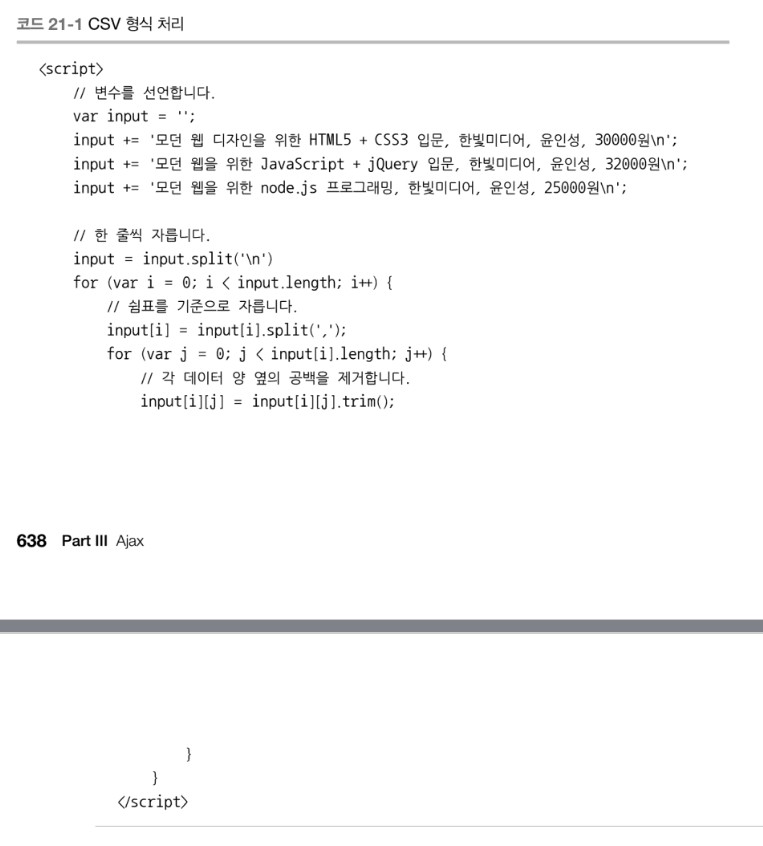 코드 21-1 CSV 형식 처리
<script>
// 변수를 선언합니다.
var input = '';
input += '모던 웹 디자인을 위한 HTML5 + CSS3 입문, 한빛미디어, 윤인성, 30000원\n';
input += '모던 웹을 위한 JavaScript + jQuery 입문, 한빛미디어, 윤인성, 32000원\n';
input += '모던 웹을 위한 node.js 프로그래밍, 한빛미디어, 윤인성, 25000원\n';
// 한 줄씩 자릅니다.
input = input.split('\n')
for (var i = 0; i < input.length; i++) {
// 쉼표를 기준으로 자릅니다.
input[i] = input[i].split(',');
for (var j = 0; j < input[i].length; j++) {
// 각 데이터 양 옆의 공백을 제거합니다.
input[i][j] = input[i][j].trim();
638 Part III Ajax
}
}
</script>